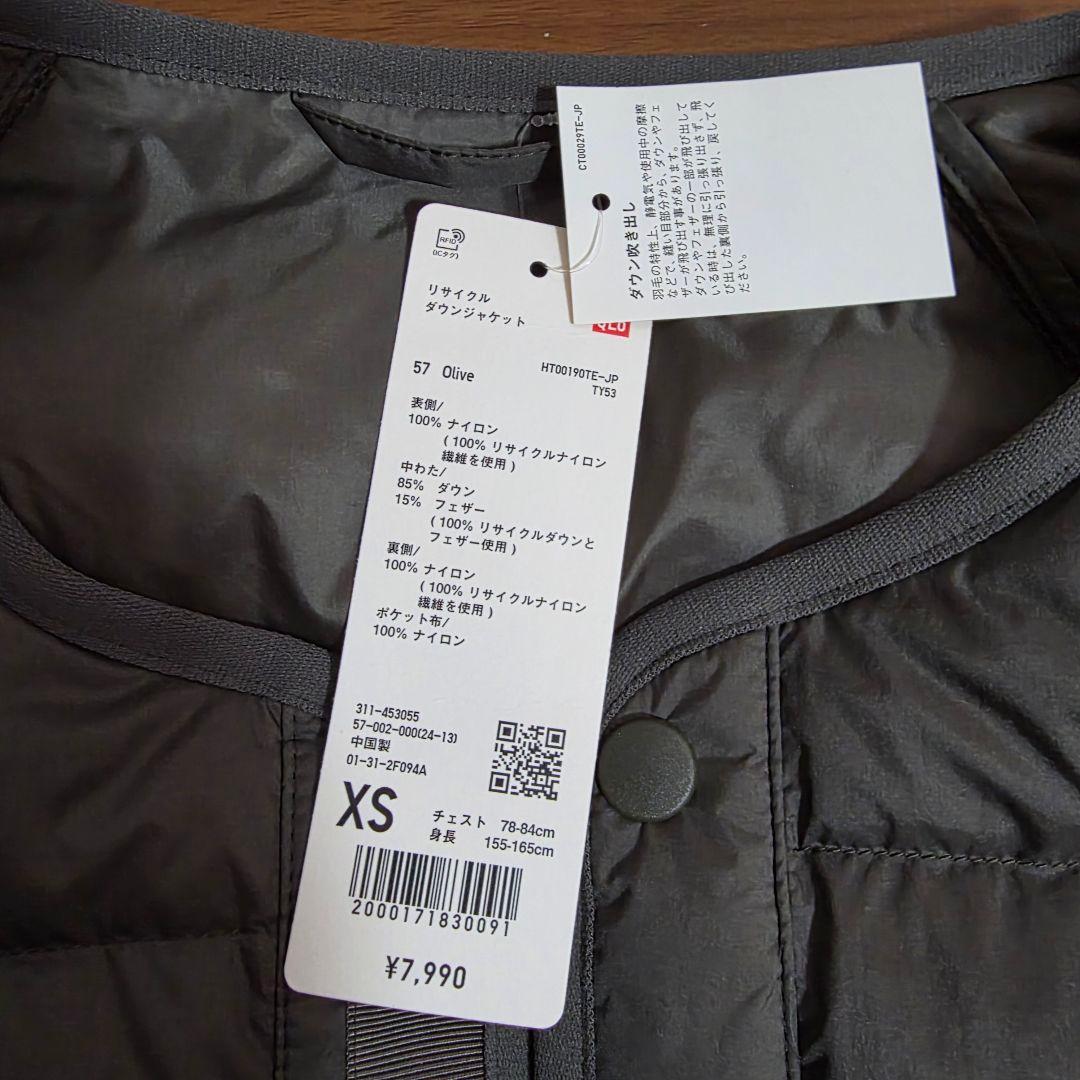 RFID
(ICタグ)
リサイクル
ダウンジャケット
57 Olive
HT00190TE-JP
TY53
表側/
100% ナイロン
( 100% リサイクルナイロン
繊維を使用 )
中わた/
85% ダウン
15% フェザー
( 100% リサイクルダウンと
フェザー使用 )
裏側/
100% ナイロン
( 100% リサイクルナイロン
繊維を使用 )
ポケット布/
100% ナイロン
311-453055
57-002-000(24-13)
中国製
01-31-2F094A
XS
チェスト 78-84cm
身長 155-165cm
2000171830091
¥7,990
ダウン吹き出し
羽毛の特性上、静電気や使用中の摩擦
などで、縫い目部分から、ダウンやフェ
ザーが飛び出す事があります。
ダウンやフェザーの一部が飛び出して
いる時は、無理に引っ張り出さず、飛
び出した裏側から引っ張り、戻してく
ださい。
CT00029TE-JP